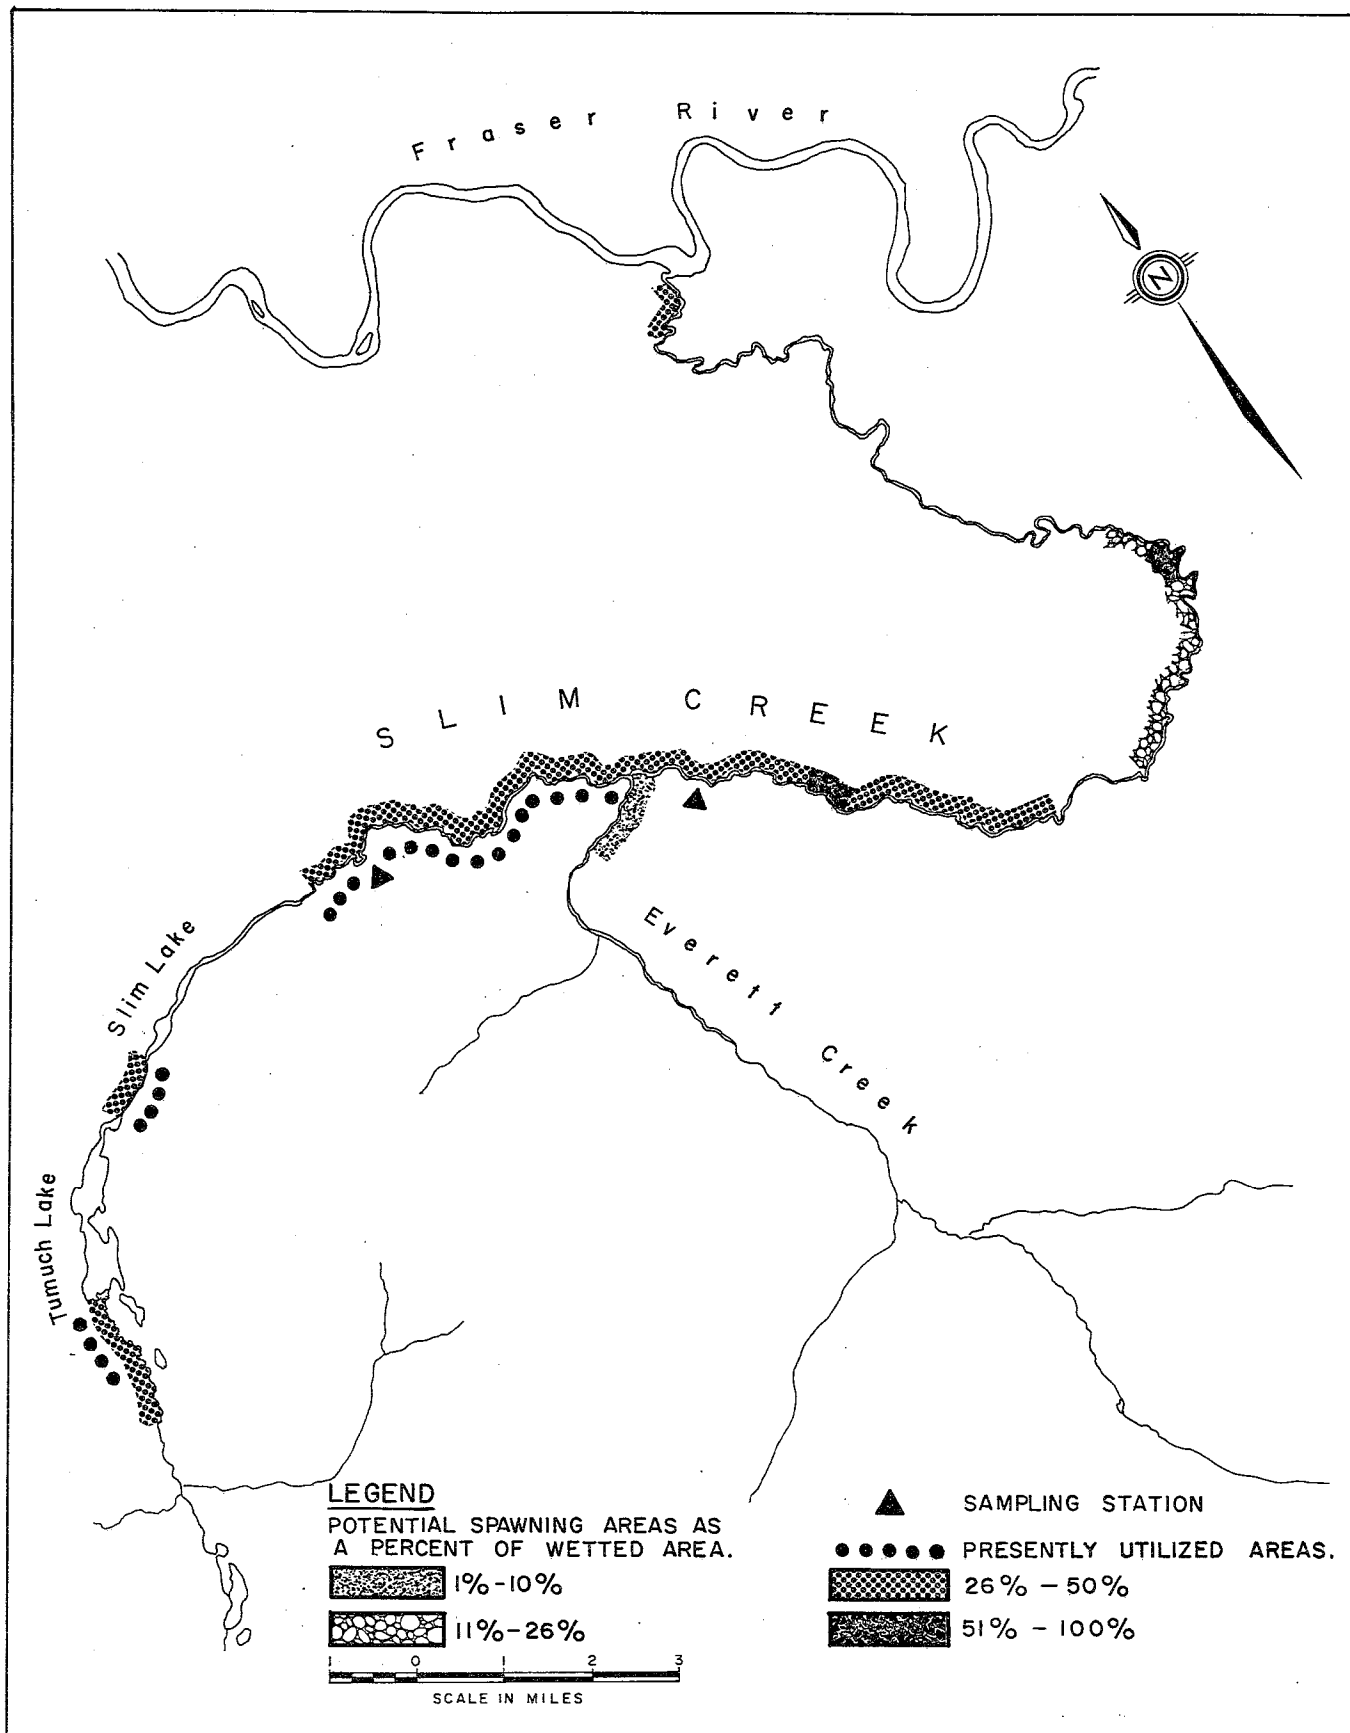 Fraser River
N
SLIM CREEK
Everett Creek
Slim Lake
Tumuch Lake
LEGEND
POTENTIAL SPAWNING AREAS AS
A PERCENT OF WETTED AREA.
1%-10%
11%-26%
SAMPLING STATION
PRESENTLY UTILIZED AREAS.
26% - 50%
51% - 100%
1 0 1 2 3
SCALE IN MILES